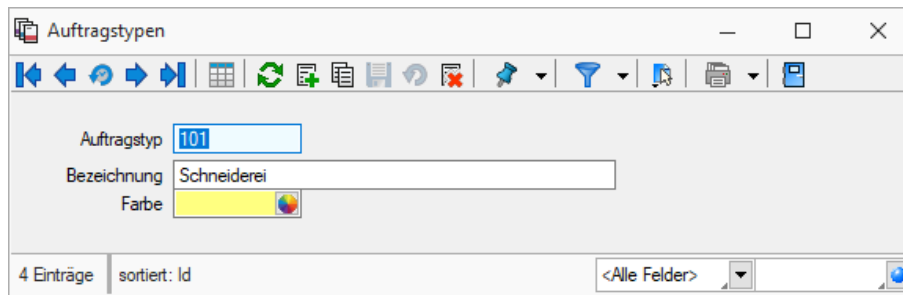 Auftragstypen
Auftragstyp 101
Bezeichnung Schneiderei
Farbe
4 Einträge sortiert: Id <Alle Felder>